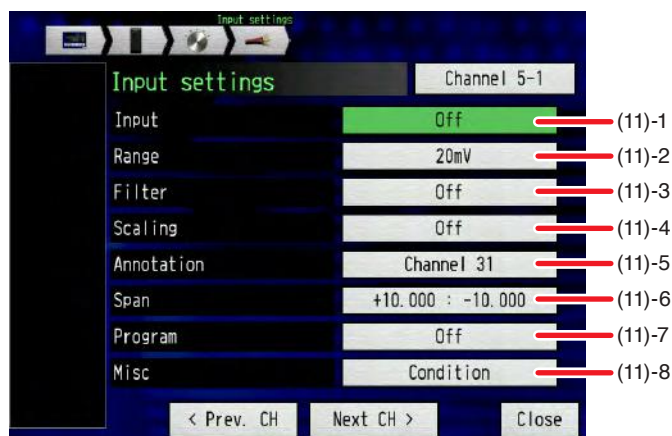 Input settings
Input settings Channel 5-1
Input Off (11)-1
Range 20mV (11)-2
Filter Off (11)-3
Scaling Off (11)-4
Annotation Channel 31 (11)-5
Span +10.000 : -10.000 (11)-6
Program Off (11)-7
Misc Condition (11)-8
< Prev. CH Next CH > Close